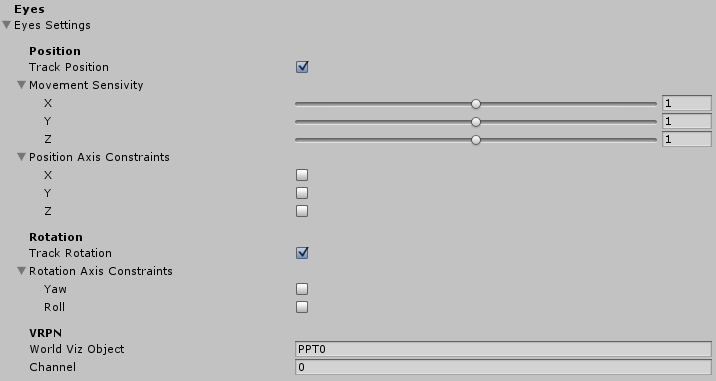 Eyes
Eyes Settings
Position
Track Position
Movement Sensivity
X 1
Y 1
Z 1
Position Axis Constraints
X
Y
Z
Rotation
Track Rotation
Rotation Axis Constraints
Yaw
Roll
VRPN
World Viz Object PPT0
Channel 0